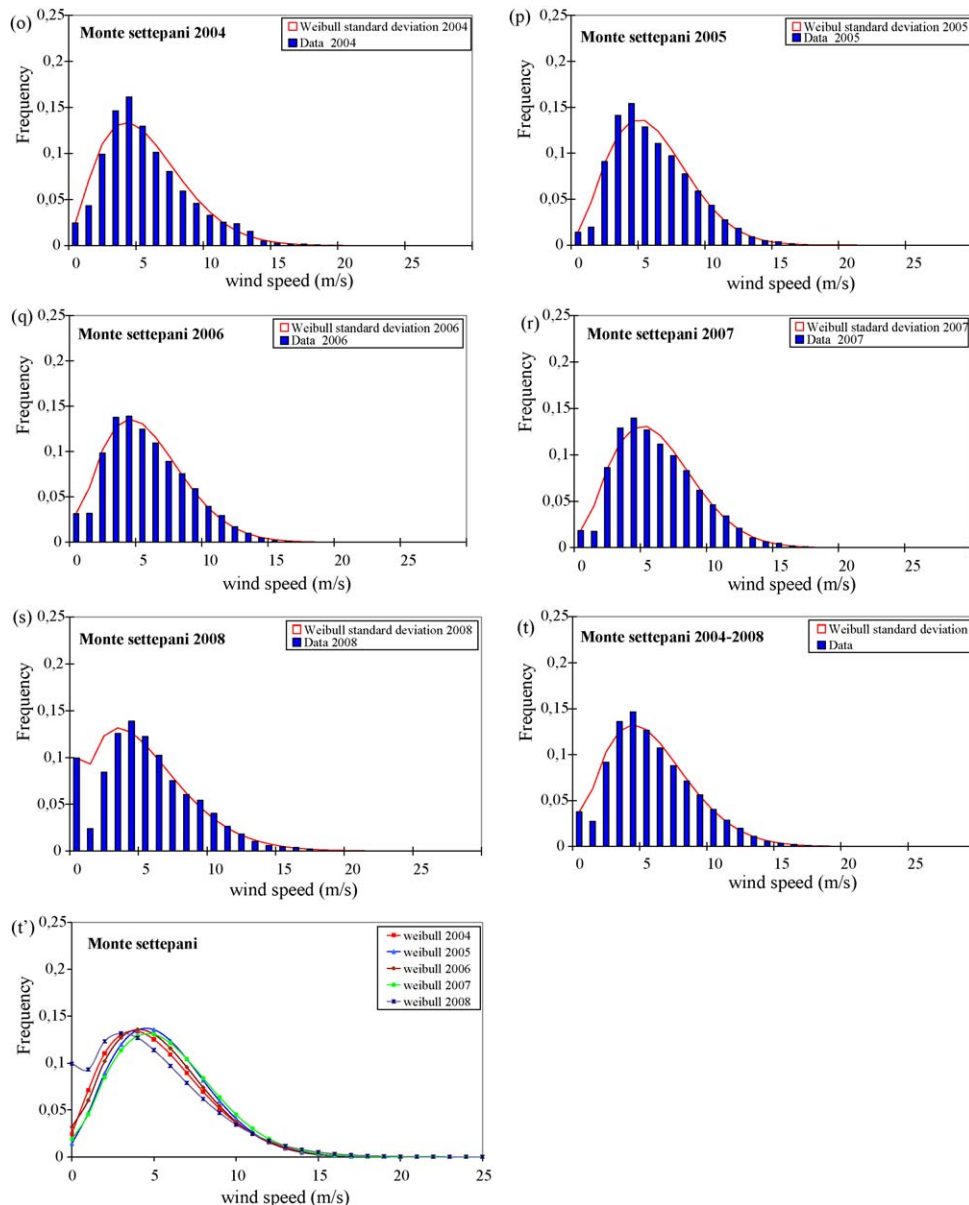 (o)
Monte settepani 2004
Weibul standard deviation 2004
Data 2004
Frequency
0,25
0,2
0,15
0,1
0,05
0
0 5 10 15 20 25
wind speed (m/s)
(p)
Monte settepani 2005
Weibul standard deviation 2005
Data 2005
Frequency
0,25
0,2
0,15
0,1
0,05
0
0 5 10 15 20 25
wind speed (m/s)
(q)
Monte settepani 2006
Weibull standard deviation 2006
Data 2006
Frequency
0,25
0,2
0,15
0,1
0,05
0
0 5 10 15 20 25
wind speed (m/s)
(r)
Monte settepani 2007
Weibull stadard deviation 2007
Data 2007
Frequency
0,25
0,2
0,15
0,1
0,05
0
0 5 10 15 20 25
wind speed (m/s)
(s)
Monte settepani 2008
Weibull standard deviation 2008
Data 2008
Frequency
0,25
0,2
0,15
0,1
0,05
0
0 5 10 15 20 25
wind speed (m/s)
(t)
Monte settepani 2004-2008
Weibull standard deviation
Data
Frequency
0,25
0,2
0,15
0,1
0,05
0
0 5 10 15 20 25
wind speed (m/s)
(t’)
Monte settepani
weibull 2004
weibull 2005
weibull 2006
weibull 2007
weibull 2008
Frequency
0,25
0,2
0,15
0,1
0,05
0
0 5 10 15 20 25
wind speed (m/s)